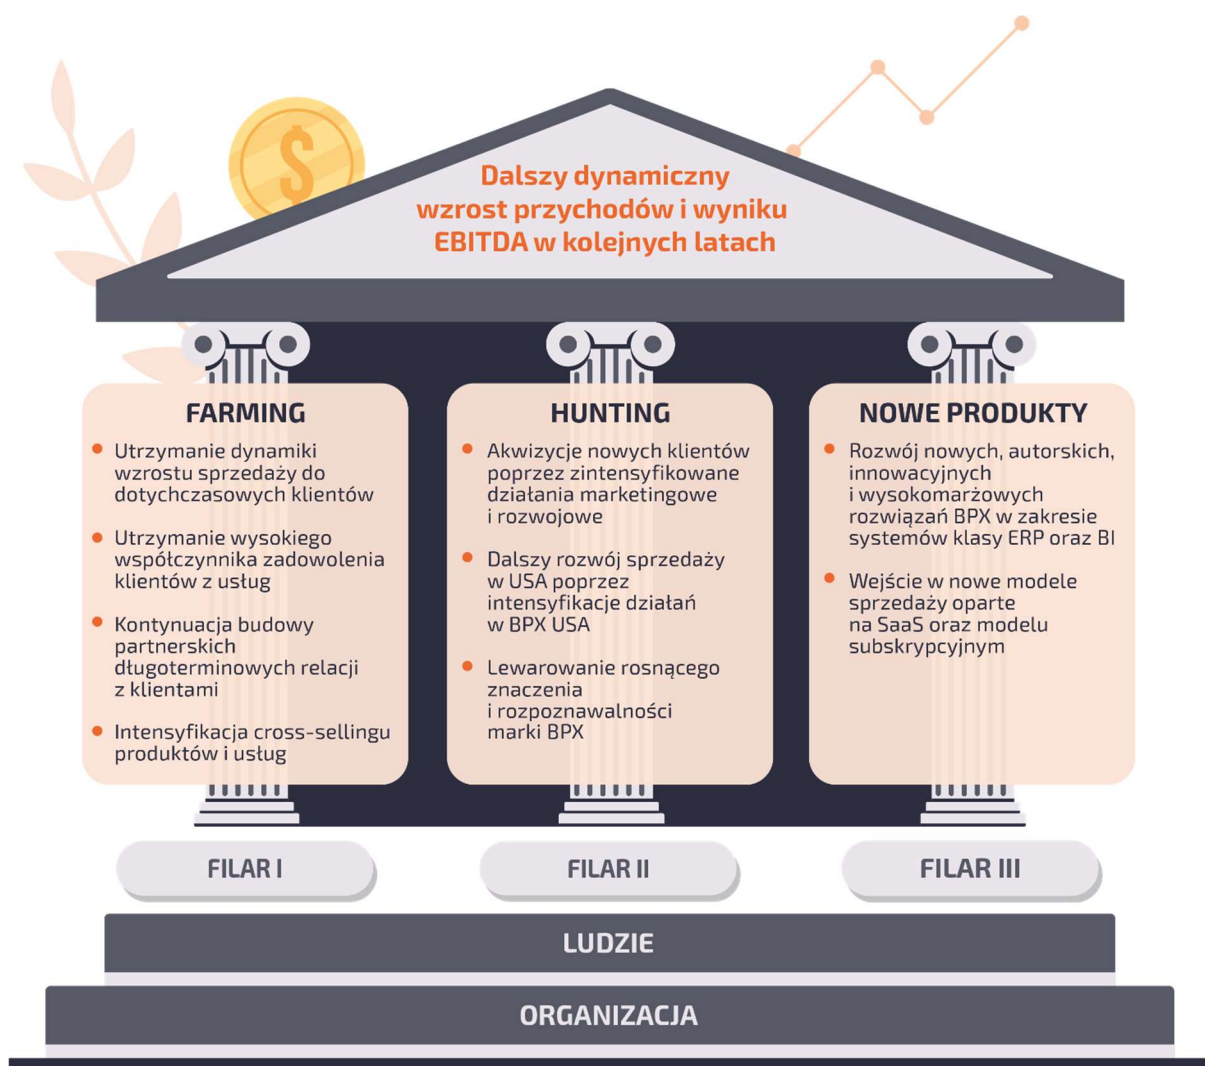 $
Dalszy dynamiczny
wzrost przychodów i wyniku
EBITDA w kolejnych latach
FARMING
• Utrzymanie dynamiki
wzrostu sprzedaży do
dotychczasowych klientów
• Utrzymanie wysokiego
współczynnika zadowolenia
klientów z usług
• Kontynuacja budowy
partnerskich
długoterminowych relacji
z klientami
• Intensyfikacja cross-sellingu
produktów i usług
HUNTING
• Akwizycje nowych klientów
poprzez zintensyfikowane
działania marketingowe
i rozwojowe
• Dalszy rozwój sprzedaży
w USA poprzez
intensyfikacje działań
w BPX USA
• Lewarowanie rosnącego
znaczenia
i rozpoznawalności
marki BPX
NOWE PRODUKTY
• Rozwój nowych, autorskich,
innowacyjnych
i wysokomarżowych
rozwiązań BPX w zakresie
systemów klasy ERP oraz BI
• Wejście w nowe modele
sprzedaży oparte
na SaaS oraz modelu
subskrypcyjnym
FILAR I
FILAR II
FILAR III
LUDZIE
ORGANIZACJA